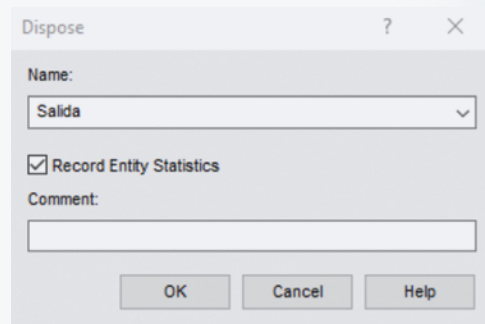 Dispose ?
Name:
Salida
Record Entity Statistics
Comment:
OK Cancel Help